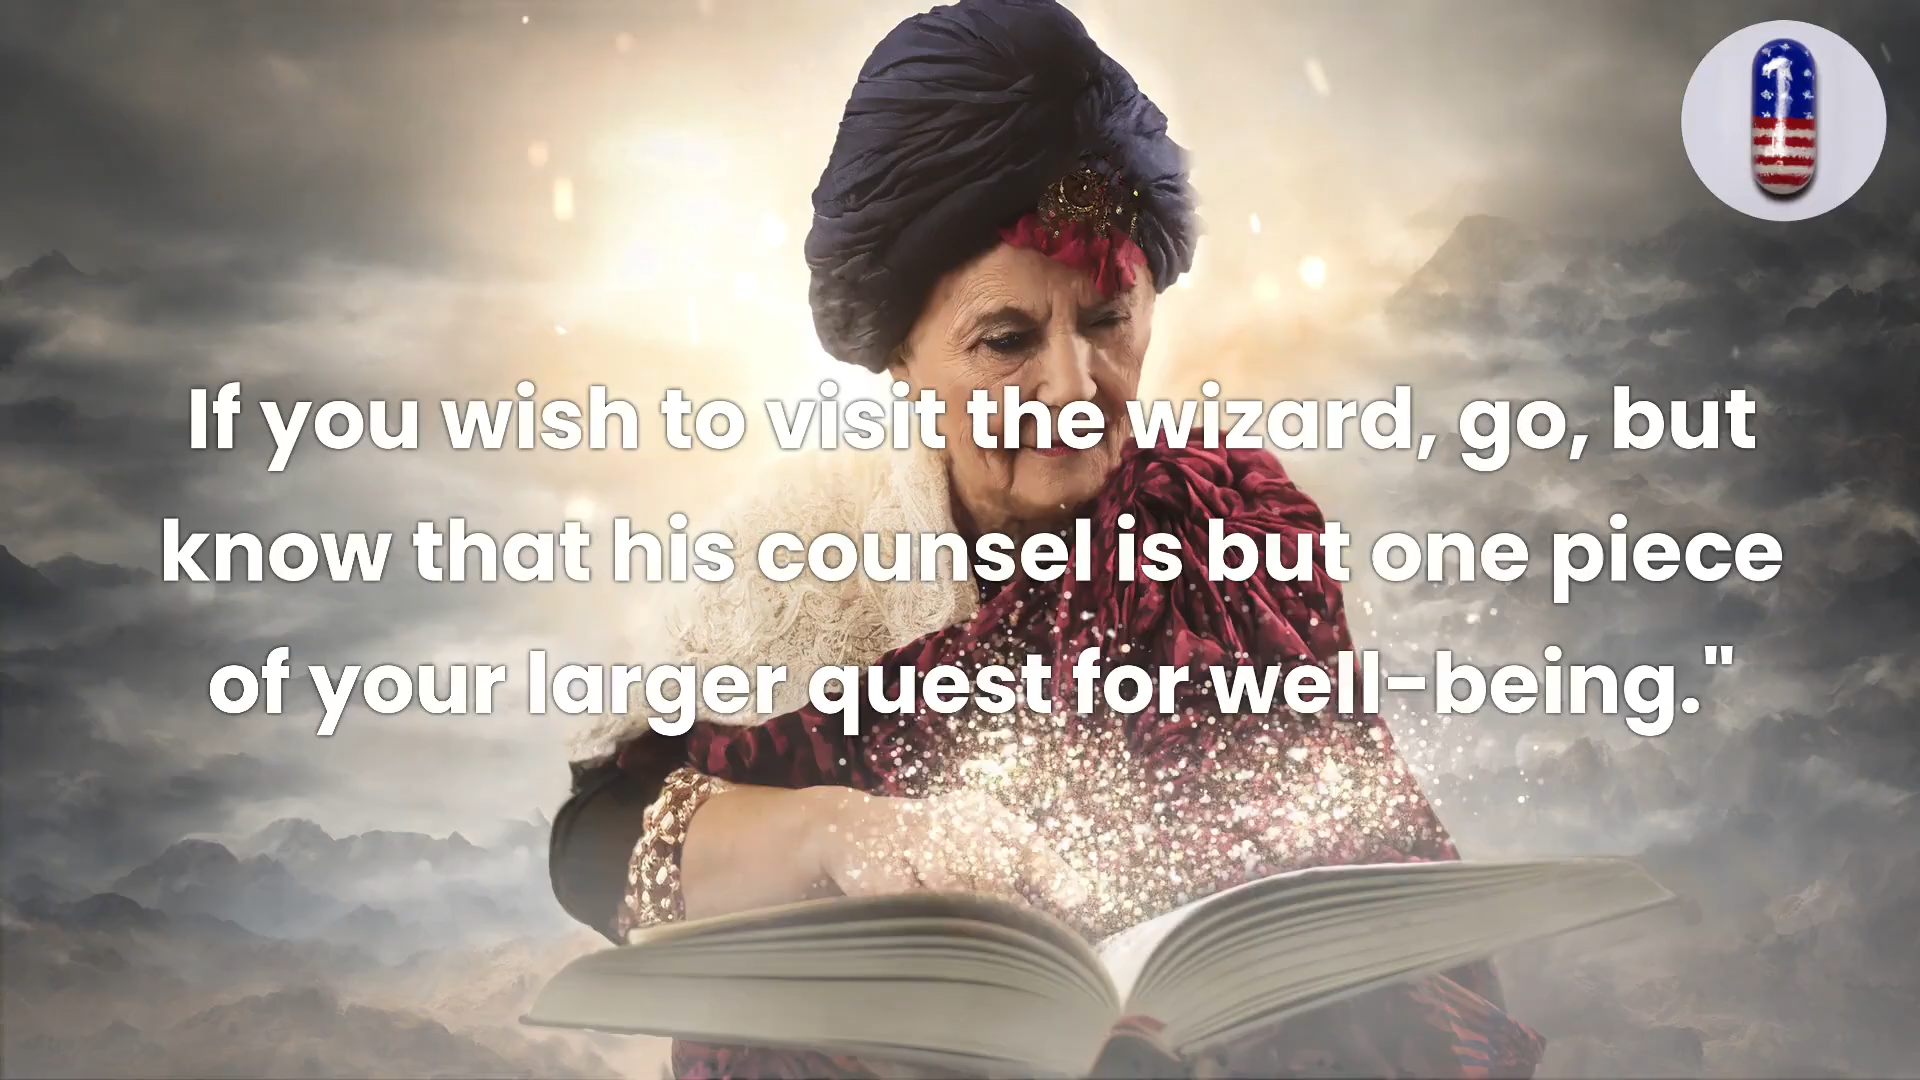 If you wish to visit the wizard, go, but
know that his counsel is but one piece
of your larger quest for well-being."